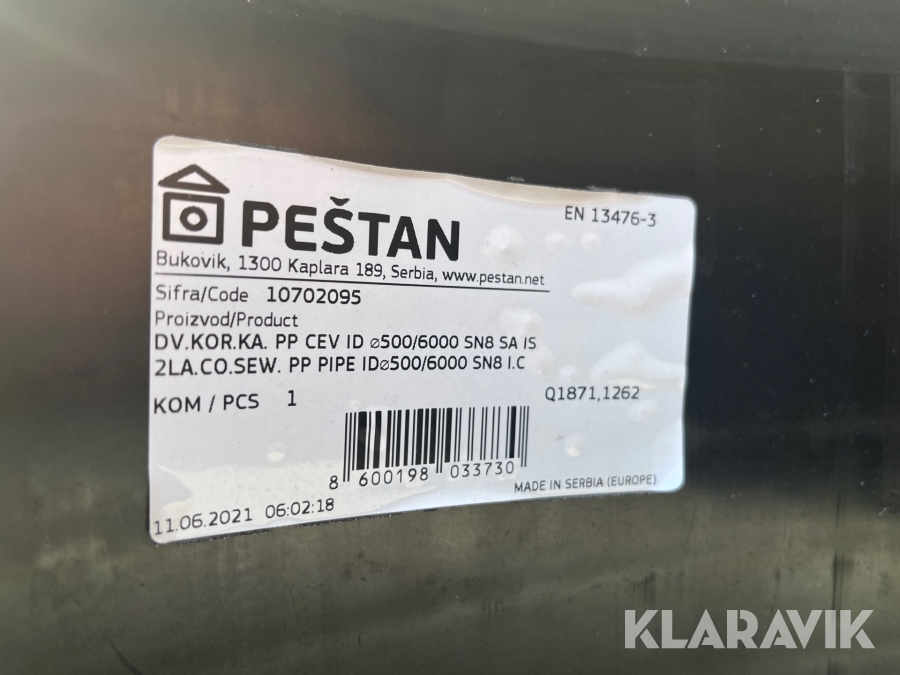 PEŠTAN
EN 13476-3
Bukovik, 1300 Kaplara 189, Serbia, www.pestan.net
Sifra/Code 10702095
Proizvod/Product
DV.KOR.KA. PP CEV ID ⌀500/6000 SN8 SA IS
2LA.CO.SEW. PP PIPE ID⌀500/6000 SN8 I.C
KOM / PCS 1
Q1871,1262
8 600198 033730
MADE IN SERBIA (EUROPE)
11.06.2021 06:02:18
KLARAVIK